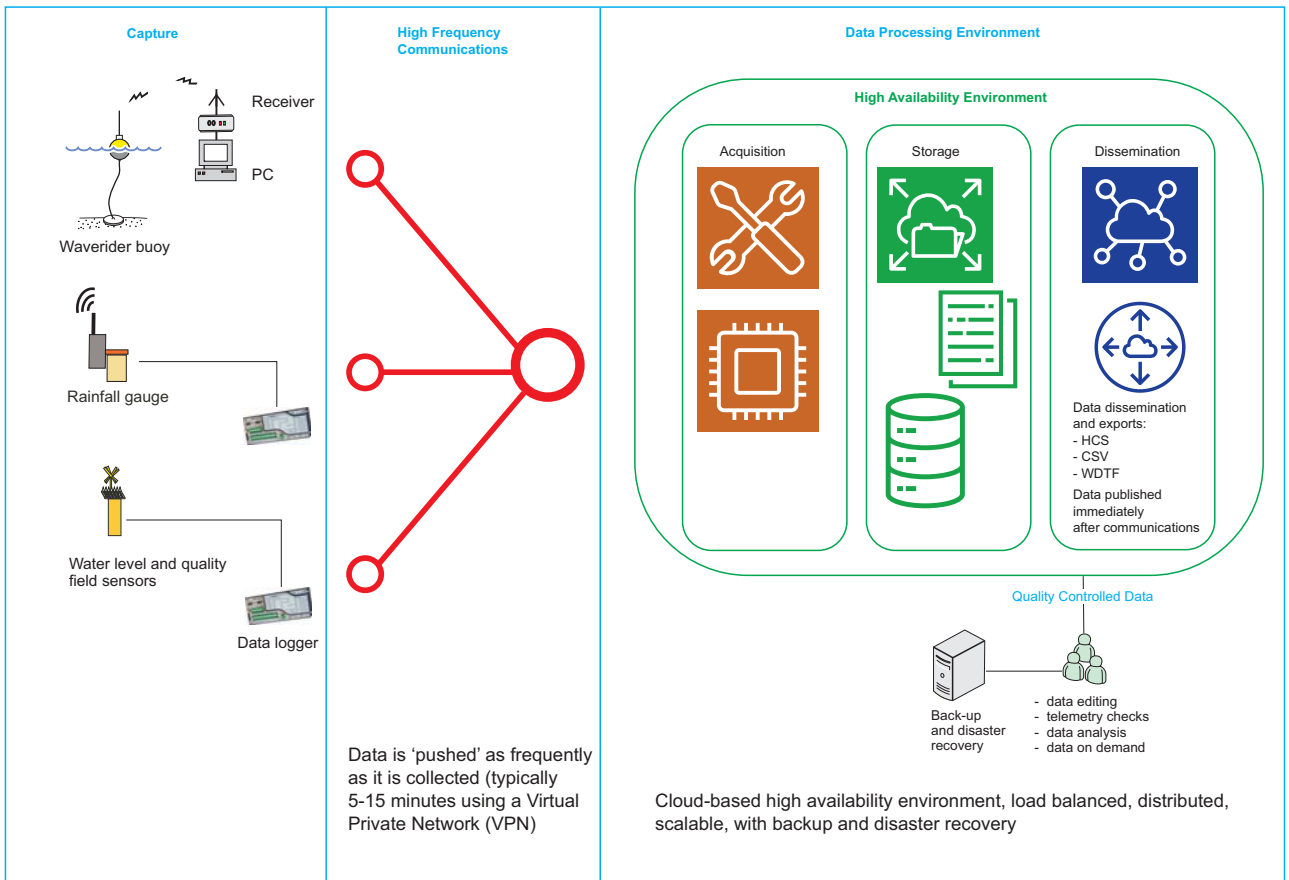 Capture
Receiver
PC
Waverider buoy
Rainfall gauge
Water level and quality
field sensors
Data logger
High Frequency
Communications
Data is ‘pushed’ as frequently
as it is collected (typically
5-15 minutes using a Virtual
Private Network (VPN)
Data Processing Environment
High Availability Environment
Acquisition
Storage
Dissemination
Data dissemination
and exports:
- HCS
- CSV
- WDTF
Data published
immediately
after communications
Quality Controlled Data
Back-up
and disaster
recovery
- data editing
- telemetry checks
- data analysis
- data on demand
Cloud-based high availability environment, load balanced, distributed,
scalable, with backup and disaster recovery